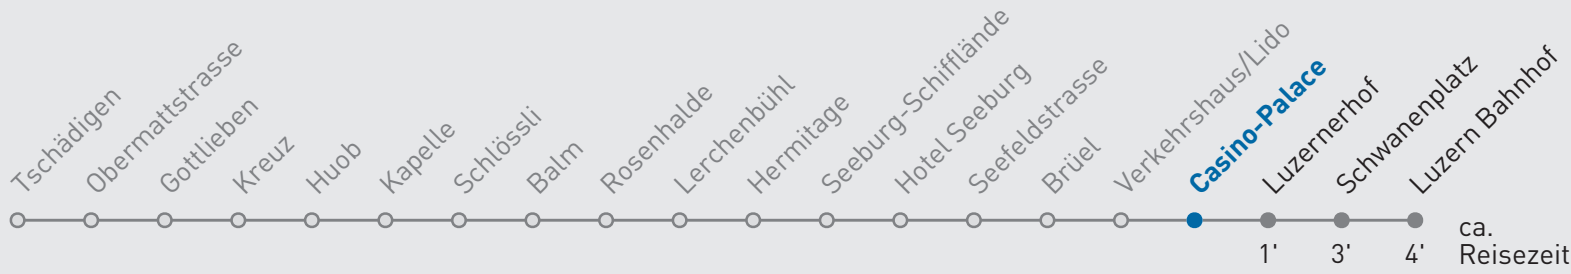 Tschädigen
Obermattstrasse
Gottlieben
Kreuz
Huob
Kapelle
Schlössli
Balm
Rosenhalde
Lerchenbühl
Hermitage
Seeburg-Schifflände
Hotel Seeburg
Seefeldstrasse
Brüel
Verkehrshaus/Lido
Casino-Palace
Luzernerhof
Schwanenplatz
Luzern Bahnhof
1' 3' 4'
ca.
Reisezeit